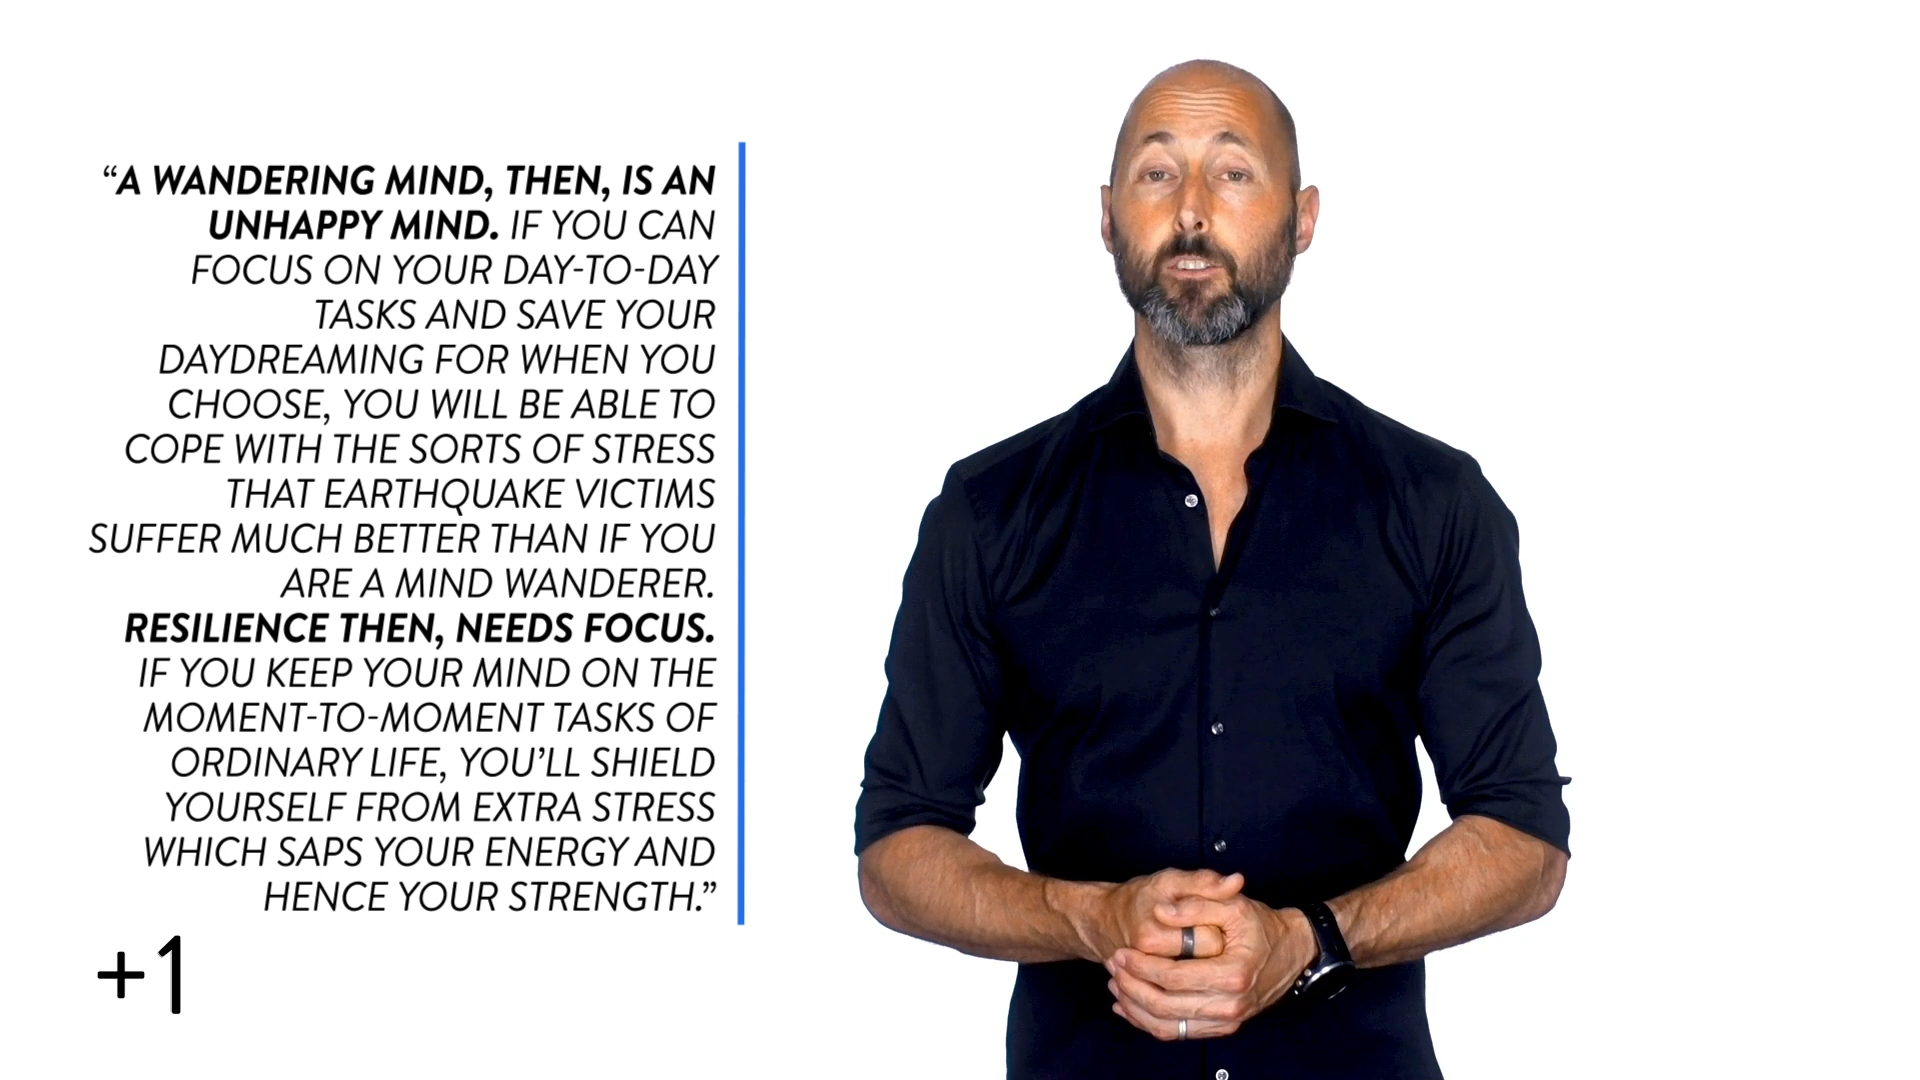 “A WANDERING MIND, THEN, IS AN
UNHAPPY MIND. IF YOU CAN
FOCUS ON YOUR DAY-TO-DAY
TASKS AND SAVE YOUR
DAYDREAMING FOR WHEN YOU
CHOOSE, YOU WILL BE ABLE TO
COPE WITH THE SORTS OF STRESS
THAT EARTHQUAKE VICTIMS
SUFFER MUCH BETTER THAN IF YOU
ARE A MIND WANDERER.
RESILIENCE THEN, NEEDS FOCUS.
IF YOU KEEP YOUR MIND ON THE
MOMENT-TO-MOMENT TASKS OF
ORDINARY LIFE, YOU’LL SHIELD
YOURSELF FROM EXTRA STRESS
WHICH SAPS YOUR ENERGY AND
HENCE YOUR STRENGTH.”
+1